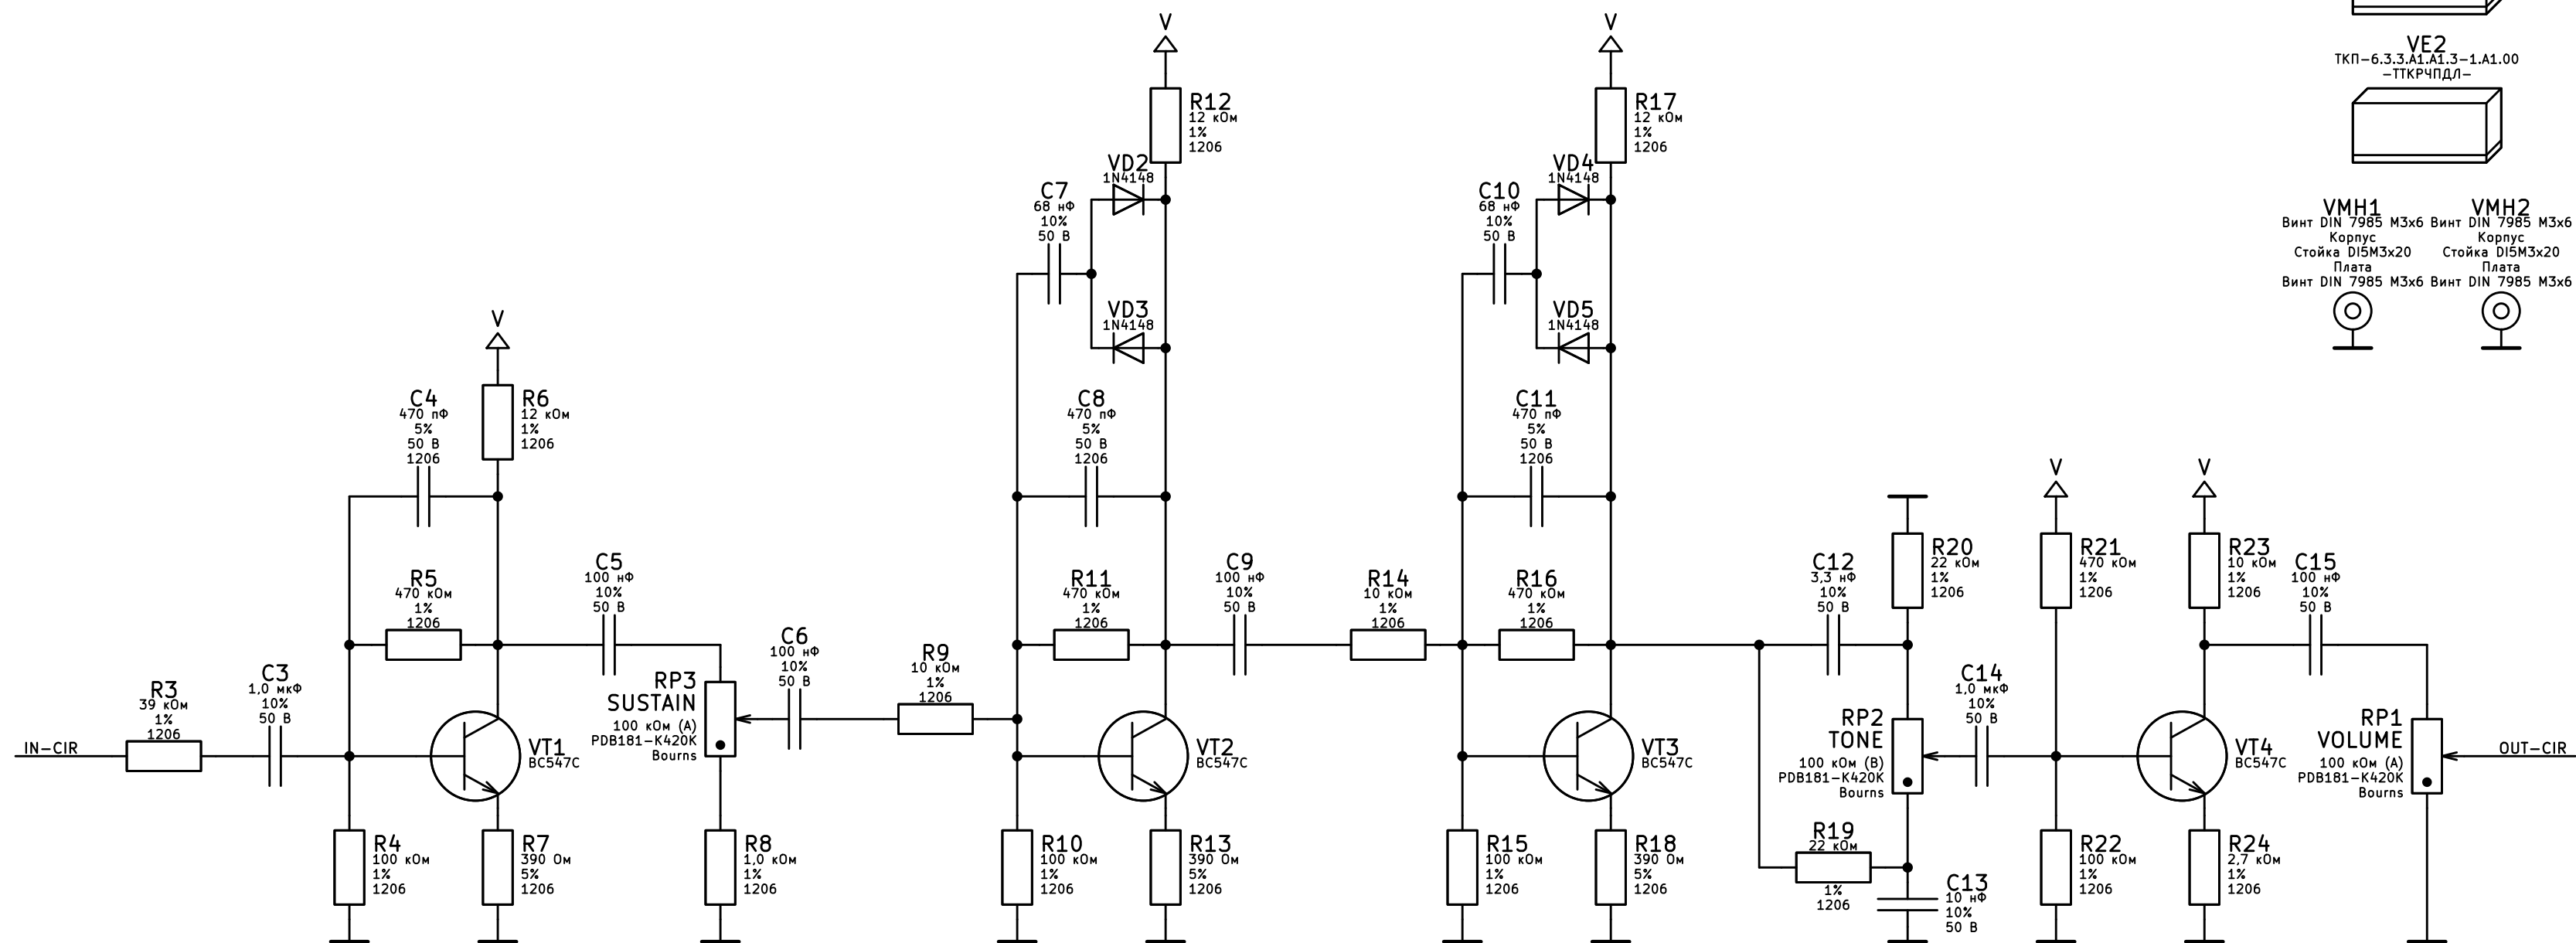 V
V
VE2
ТКП-6.3.3.А1.А1.3-1.А1.00
-ТТКРЧПДЛ-
R12
12 кОм
1%
1206
R17
12 кОм
1%
1206
VD2
1N4148
VD4
1N4148
C7
68 нФ
10%
50 В
C10
68 нФ
10%
50 В
VMH1
Винт DIN 7985 М3х6
Корпус
Стойка DI5M3x20
Плата
Винт DIN 7985 М3х6
VMH2
Винт DIN 7985 М3х6
Корпус
Стойка DI5M3x20
Плата
Винт DIN 7985 М3х6
VD3
1N4148
VD5
1N4148
V
C4
470 пФ
5%
50 В
1206
R6
12 кОм
1%
1206
C8
470 пФ
5%
50 В
1206
C11
470 пФ
5%
50 В
1206
V
V
R5
470 кОм
1%
1206
C5
100 нФ
10%
50 В
R11
470 кОм
1%
1206
C9
100 нФ
10%
50 В
R14
10 кОм
1%
1206
R16
470 кОм
1%
1206
C12
3,3 нФ
10%
50 В
R20
22 кОм
1%
1206
R21
470 кОм
1%
1206
R23
10 кОм
1%
1206
C15
100 нФ
10%
50 В
IN-CIR
R3
39 кОм
1%
1206
C3
1,0 мкФ
10%
50 В
VT1
BC547C
RP3
SUSTAIN
100 кОм (A)
PDB181-K420K
Bourns
C6
100 нФ
10%
50 В
R9
10 кОм
1%
1206
VT2
BC547C
VT3
BC547C
RP2
TONE
100 кОм (B)
PDB181-K420K
Bourns
C14
1,0 мкФ
10%
50 В
VT4
BC547C
RP1
VOLUME
100 кОм (A)
PDB181-K420K
Bourns
OUT-CIR
R4
100 кОм
1%
1206
R7
390 Ом
5%
1206
R8
1,0 кОм
1%
1206
R10
100 кОм
1%
1206
R13
390 Ом
5%
1206
R15
100 кОм
1%
1206
R18
390 Ом
5%
1206
R19
22 кОм
1%
1206
C13
10 нФ
10%
50 В
R22
100 кОм
1%
1206
R24
2,7 кОм
1%
1206